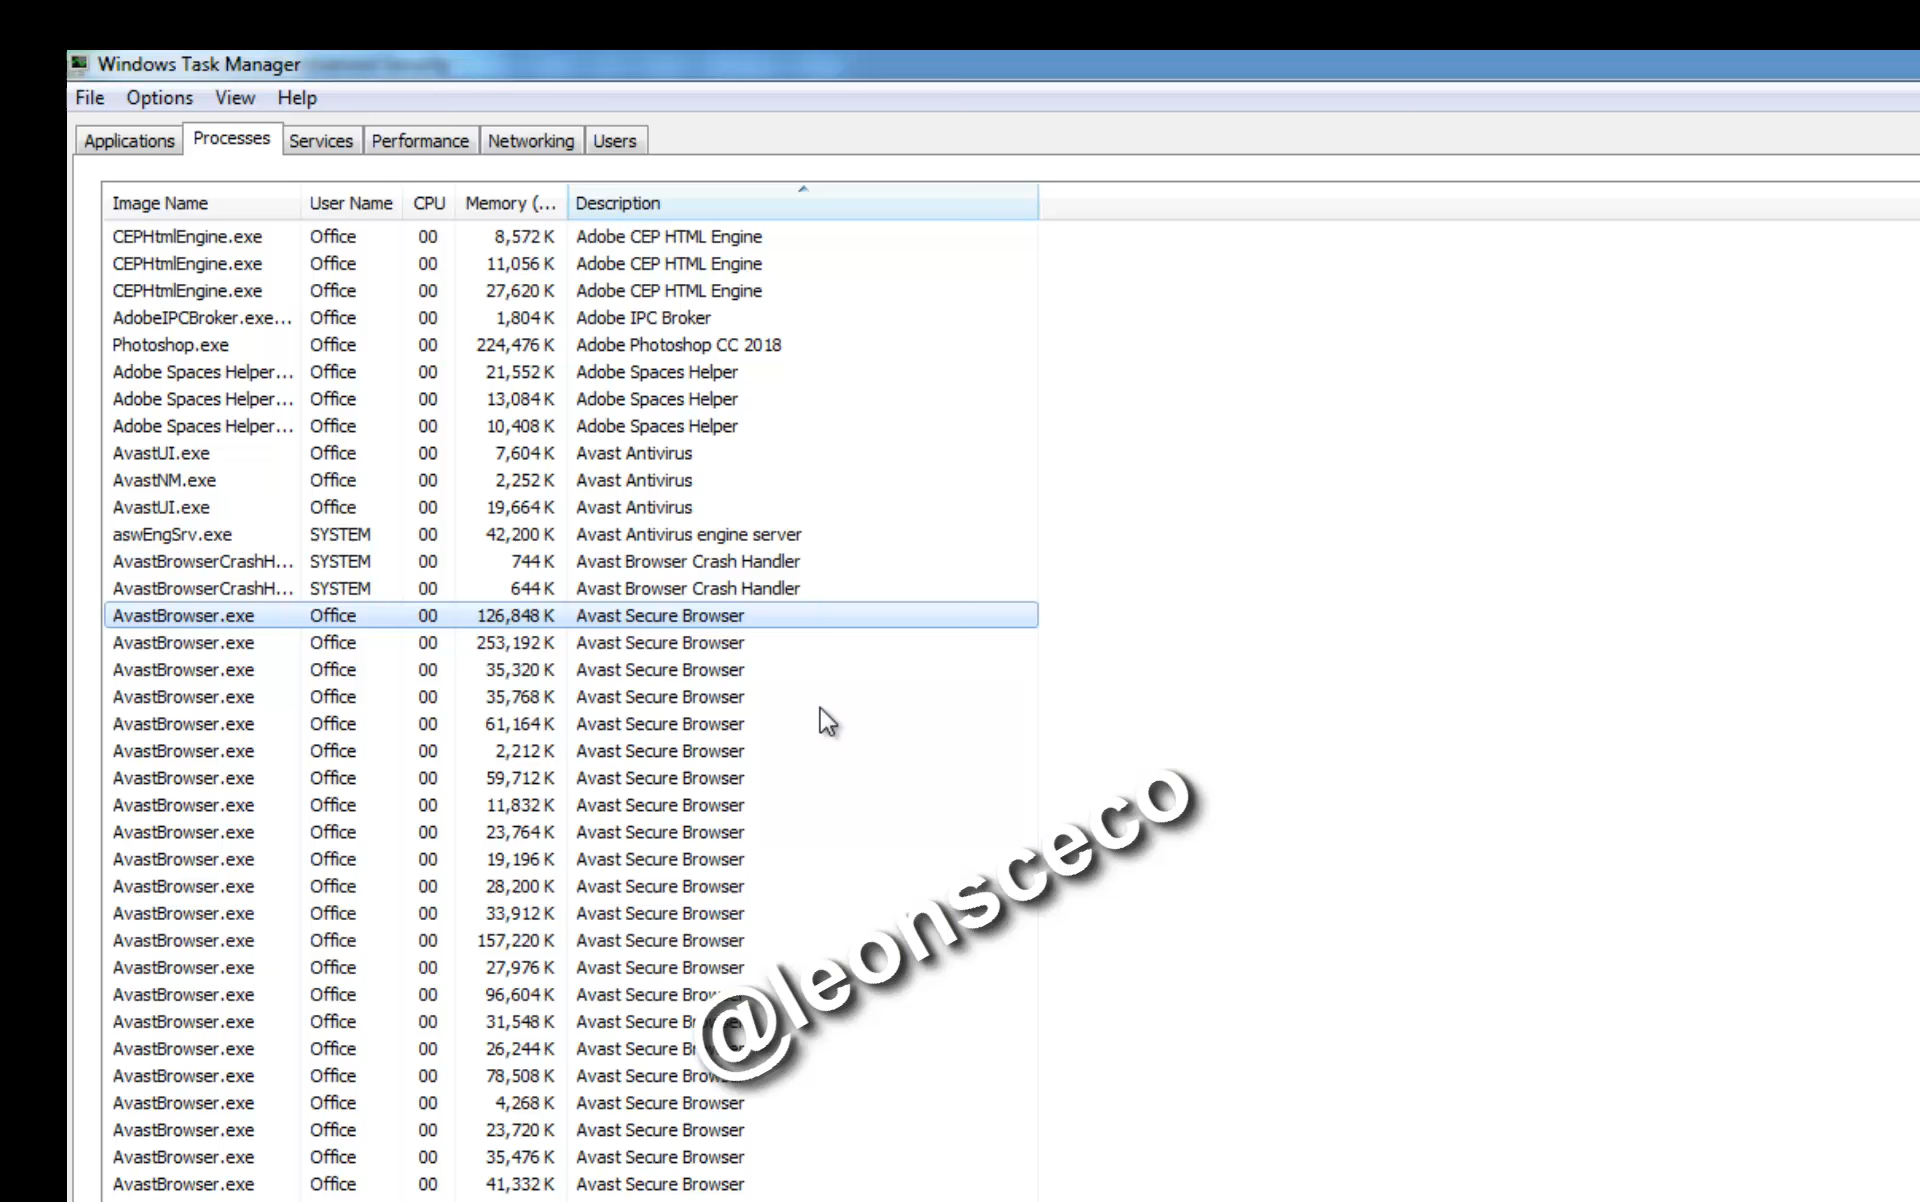 Windows Task Manager
File Options View Help
Applications Processes Services Performance Networking Users
Image Name User Name CPU Memory (... Description
CEPHtmlEngine.exe Office 00 8,572 K Adobe CEP HTML Engine
CEPHtmlEngine.exe Office 00 11,056 K Adobe CEP HTML Engine
CEPHtmlEngine.exe Office 00 27,620 K Adobe CEP HTML Engine
AdobeIPCBroker.exe... Office 00 1,804 K Adobe IPC Broker
Photoshop.exe Office 00 224,476 K Adobe Photoshop CC 2018
Adobe Spaces Helper... Office 00 21,552 K Adobe Spaces Helper
Adobe Spaces Helper... Office 00 13,084 K Adobe Spaces Helper
Adobe Spaces Helper... Office 00 10,408 K Adobe Spaces Helper
AvastUI.exe Office 00 7,604 K Avast Antivirus
AvastNM.exe Office 00 2,252 K Avast Antivirus
AvastUI.exe Office 00 19,664 K Avast Antivirus
aswEngSrv.exe SYSTEM 00 42,200 K Avast Antivirus engine server
AvastBrowserCrashH... SYSTEM 00 744 K Avast Browser Crash Handler
AvastBrowserCrashH... SYSTEM 00 644 K Avast Browser Crash Handler
AvastBrowser.exe Office 00 126,848 K Avast Secure Browser
AvastBrowser.exe Office 00 253,192 K Avast Secure Browser
AvastBrowser.exe Office 00 35,320 K Avast Secure Browser
AvastBrowser.exe Office 00 35,768 K Avast Secure Browser
AvastBrowser.exe Office 00 61,164 K Avast Secure Browser
AvastBrowser.exe Office 00 2,212 K Avast Secure Browser
AvastBrowser.exe Office 00 59,712 K Avast Secure Browser
AvastBrowser.exe Office 00 11,832 K Avast Secure Browser
AvastBrowser.exe Office 00 23,764 K Avast Secure Browser
AvastBrowser.exe Office 00 19,196 K Avast Secure Browser
AvastBrowser.exe Office 00 28,200 K Avast Secure Browser
AvastBrowser.exe Office 00 33,912 K Avast Secure Browser
AvastBrowser.exe Office 00 157,220 K Avast Secure Browser
AvastBrowser.exe Office 00 27,976 K Avast Secure Browser
AvastBrowser.exe Office 00 96,604 K Avast Secure Browser
AvastBrowser.exe Office 00 31,548 K Avast Secure Browser
AvastBrowser.exe Office 00 26,244 K Avast Secure Browser
AvastBrowser.exe Office 00 78,508 K Avast Secure Browser
AvastBrowser.exe Office 00 4,268 K Avast Secure Browser
AvastBrowser.exe Office 00 23,720 K Avast Secure Browser
AvastBrowser.exe Office 00 35,476 K Avast Secure Browser
AvastBrowser.exe Office 00 41,332 K Avast Secure Browser
@leonsceco